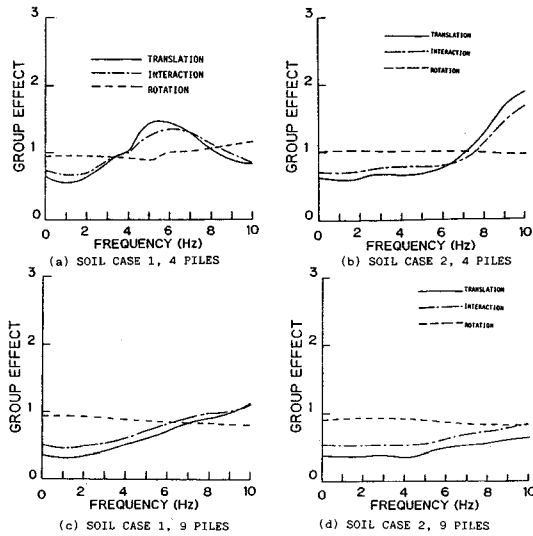 3
2
1
0
GROUP EFFECT
TRANSLATION
INTERACTION
ROTATION
0 2 4 6 8 10
FREQUENCY (Hz)
(a) SOIL CASE 1, 4 PILES
3
2
1
0
GROUP EFFECT
TRANSLATION
INTERACTION
ROTATION
0 2 4 6 8 10
FREQUENCY (Hz)
(b) SOIL CASE 2, 4 PILES
3
2
1
0
GROUP EFFECT
0 2 4 6 8 10
FREQUENCY (Hz)
(c) SOIL CASE 1, 9 PILES
3
2
1
0
GROUP EFFECT
TRANSLATION
INTERACTION
ROTATION
0 2 4 6 8 10
FREQUENCY (Hz)
(d) SOIL CASE 2, 9 PILES